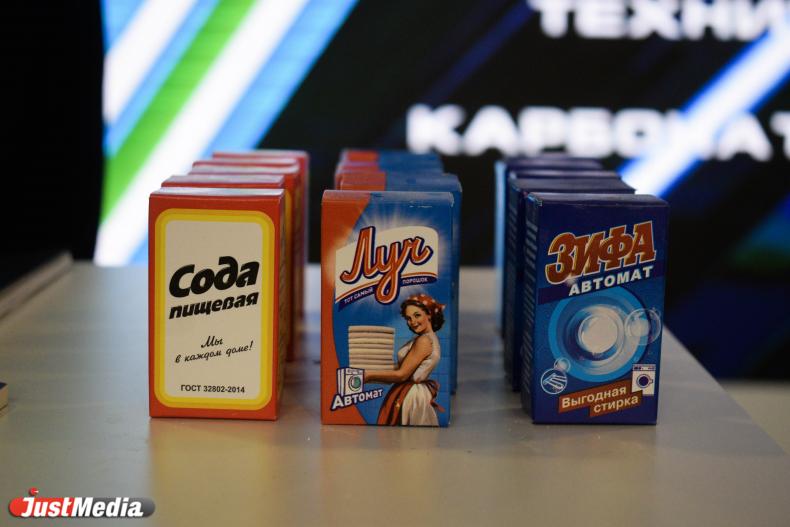 ТЕХНИ
КАРБОНАТ
Сода
пищевая
Мы
в каждом доме!
ГОСТ 32802-2014
Луч
ТОТ САМЫЙ ПОРОШОК
Автомат
ЗИФА
АВТОМАТ
Выгодная
стирка
JUSTMEDIA